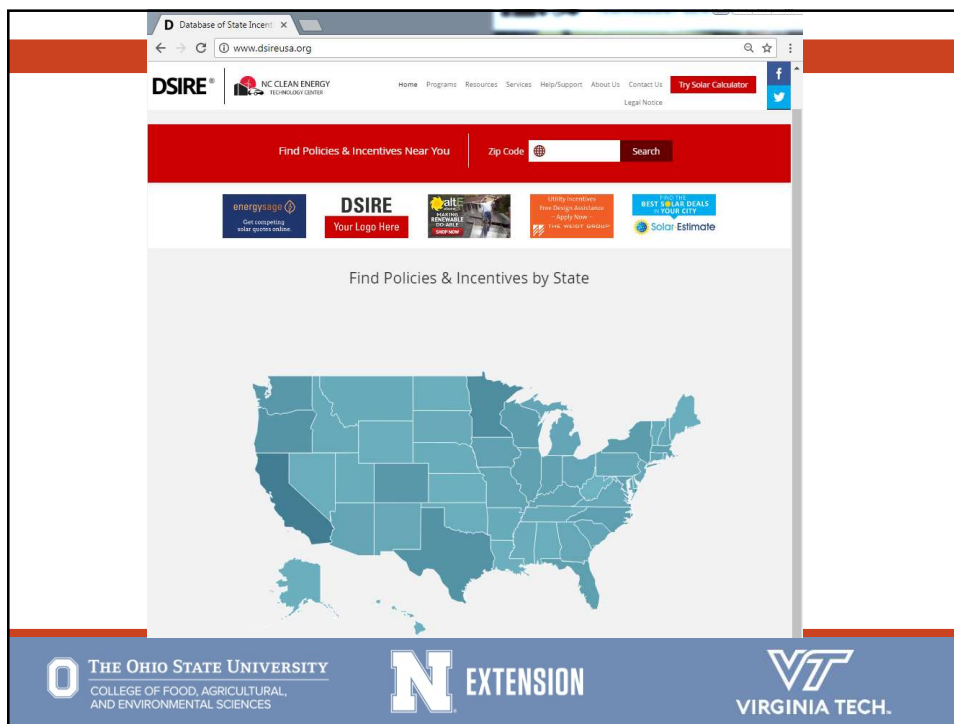 D Database of State Incent ×
www.dsireusa.org
DSIRE®
NC CLEAN ENERGY
TECHNOLOGY CENTER
Home Programs Resources Services Help/Support About Us Contact Us
Legal Notice
Try Solar Calculator
f
Find Policies & Incentives Near You
Zip Code
Search
energysage
Get competing
solar quotes online.
DSIRE
Your Logo Here
altE
MAKING
RENEWABLE
DO-ABLE
SHOP NOW
Utility Incentives
Free Design Assistance
– Apply Now –
THE WEIDT GROUP
FIND THE
BEST SOLAR DEALS
IN YOUR CITY
Solar-Estimate
Find Policies & Incentives by State
O
THE OHIO STATE UNIVERSITY
COLLEGE OF FOOD, AGRICULTURAL,
AND ENVIRONMENTAL SCIENCES
N
EXTENSION
VT
VIRGINIA TECH.